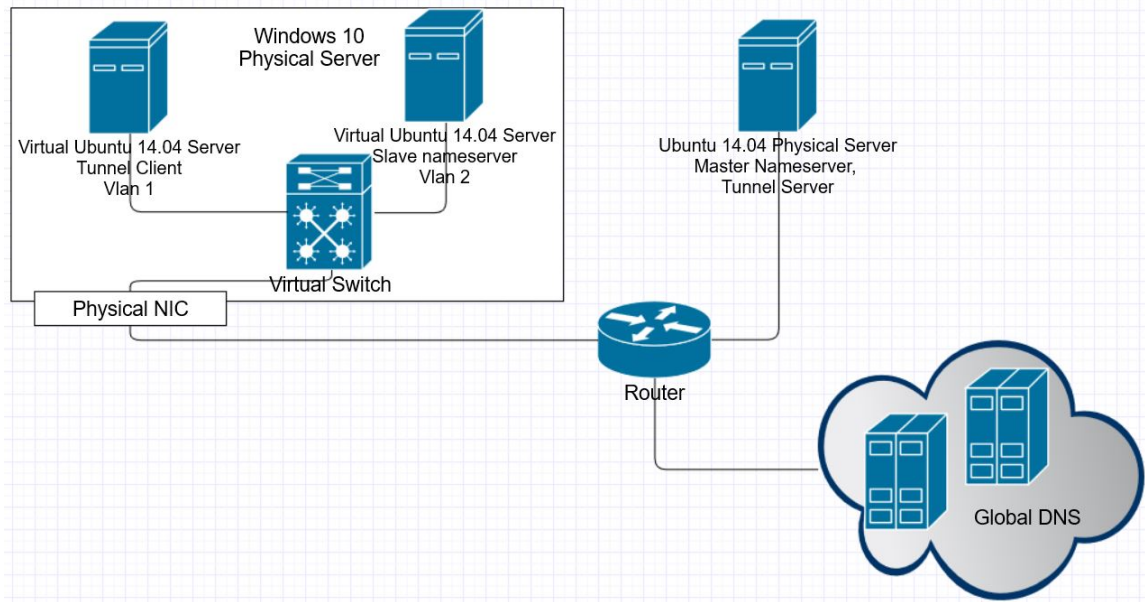 Windows 10
Physical Server
Virtual Ubuntu 14.04 Server
Tunnel Client
Vlan 1
Virtual Ubuntu 14.04 Server
Slave nameserver
Vlan 2
Virtual Switch
Physical NIC
Ubuntu 14.04 Physical Server
Master Nameserver,
Tunnel Server
Router
Global DNS